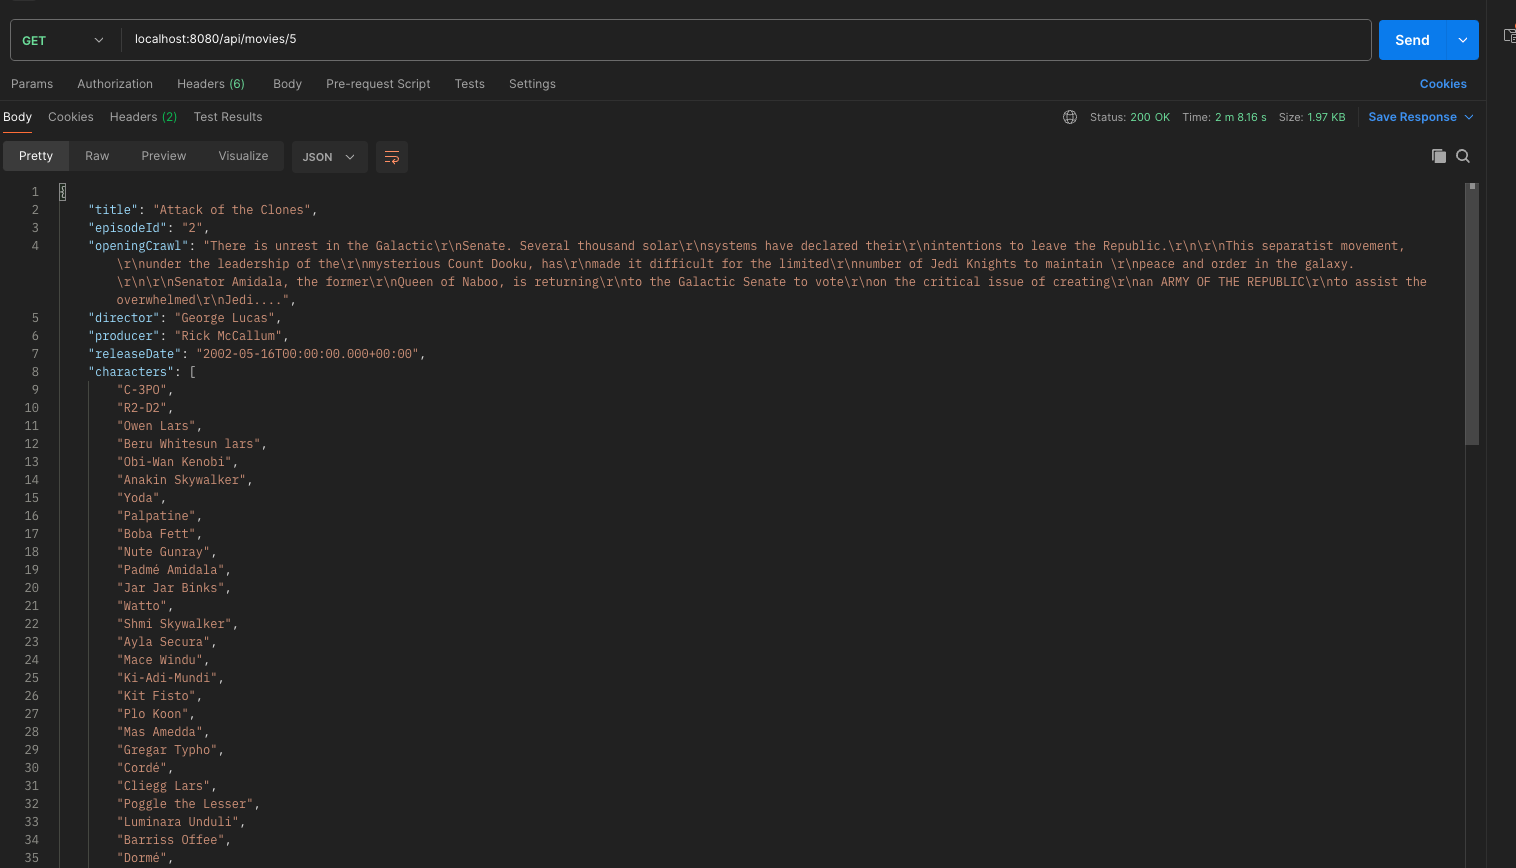 GET localhost:8080/api/movies/5 Send
Params Authorization Headers (6) Body Pre-request Script Tests Settings Cookies
Body Cookies Headers (2) Test Results Status: 200 OK Time: 2 m 8.16 s Size: 1.97 KB Save Response
Pretty Raw Preview Visualize JSON
1 {
2 "title": "Attack of the Clones",
3 "episodeId": "2",
4 "openingCrawl": "There is unrest in the Galactic\r\nSenate. Several thousand solar\r\nsystems have declared their\r\nintentions to leave the Republic.\r\n\r\nThis separatist movement,
\r\nunder the leadership of the\r\nmysterious Count Dooku, has\r\nmade it difficult for the limited\r\nnumber of Jedi Knights to maintain \r\npeace and order in the galaxy.
\r\n\r\nSenator Amidala, the former\r\nQueen of Naboo, is returning\r\nto the Galactic Senate to vote\r\non the critical issue of creating\r\nan ARMY OF THE REPUBLIC\r\nto assist the
overwhelmed\r\nJedi....",
5 "director": "George Lucas",
6 "producer": "Rick McCallum",
7 "releaseDate": "2002-05-16T00:00:00.000+00:00",
8 "characters": [
9 "C-3PO",
10 "R2-D2",
11 "Owen Lars",
12 "Beru Whitesun lars",
13 "Obi-Wan Kenobi",
14 "Anakin Skywalker",
15 "Yoda",
16 "Palpatine",
17 "Boba Fett",
18 "Nute Gunray",
19 "Padmé Amidala",
20 "Jar Jar Binks",
21 "Watto",
22 "Shmi Skywalker",
23 "Ayla Secura",
24 "Mace Windu",
25 "Ki-Adi-Mundi",
26 "Kit Fisto",
27 "Plo Koon",
28 "Mas Amedda",
29 "Gregar Typho",
30 "Cordé",
31 "Cliegg Lars",
32 "Poggle the Lesser",
33 "Luminara Unduli",
34 "Barriss Offee",
35 "Dormé",